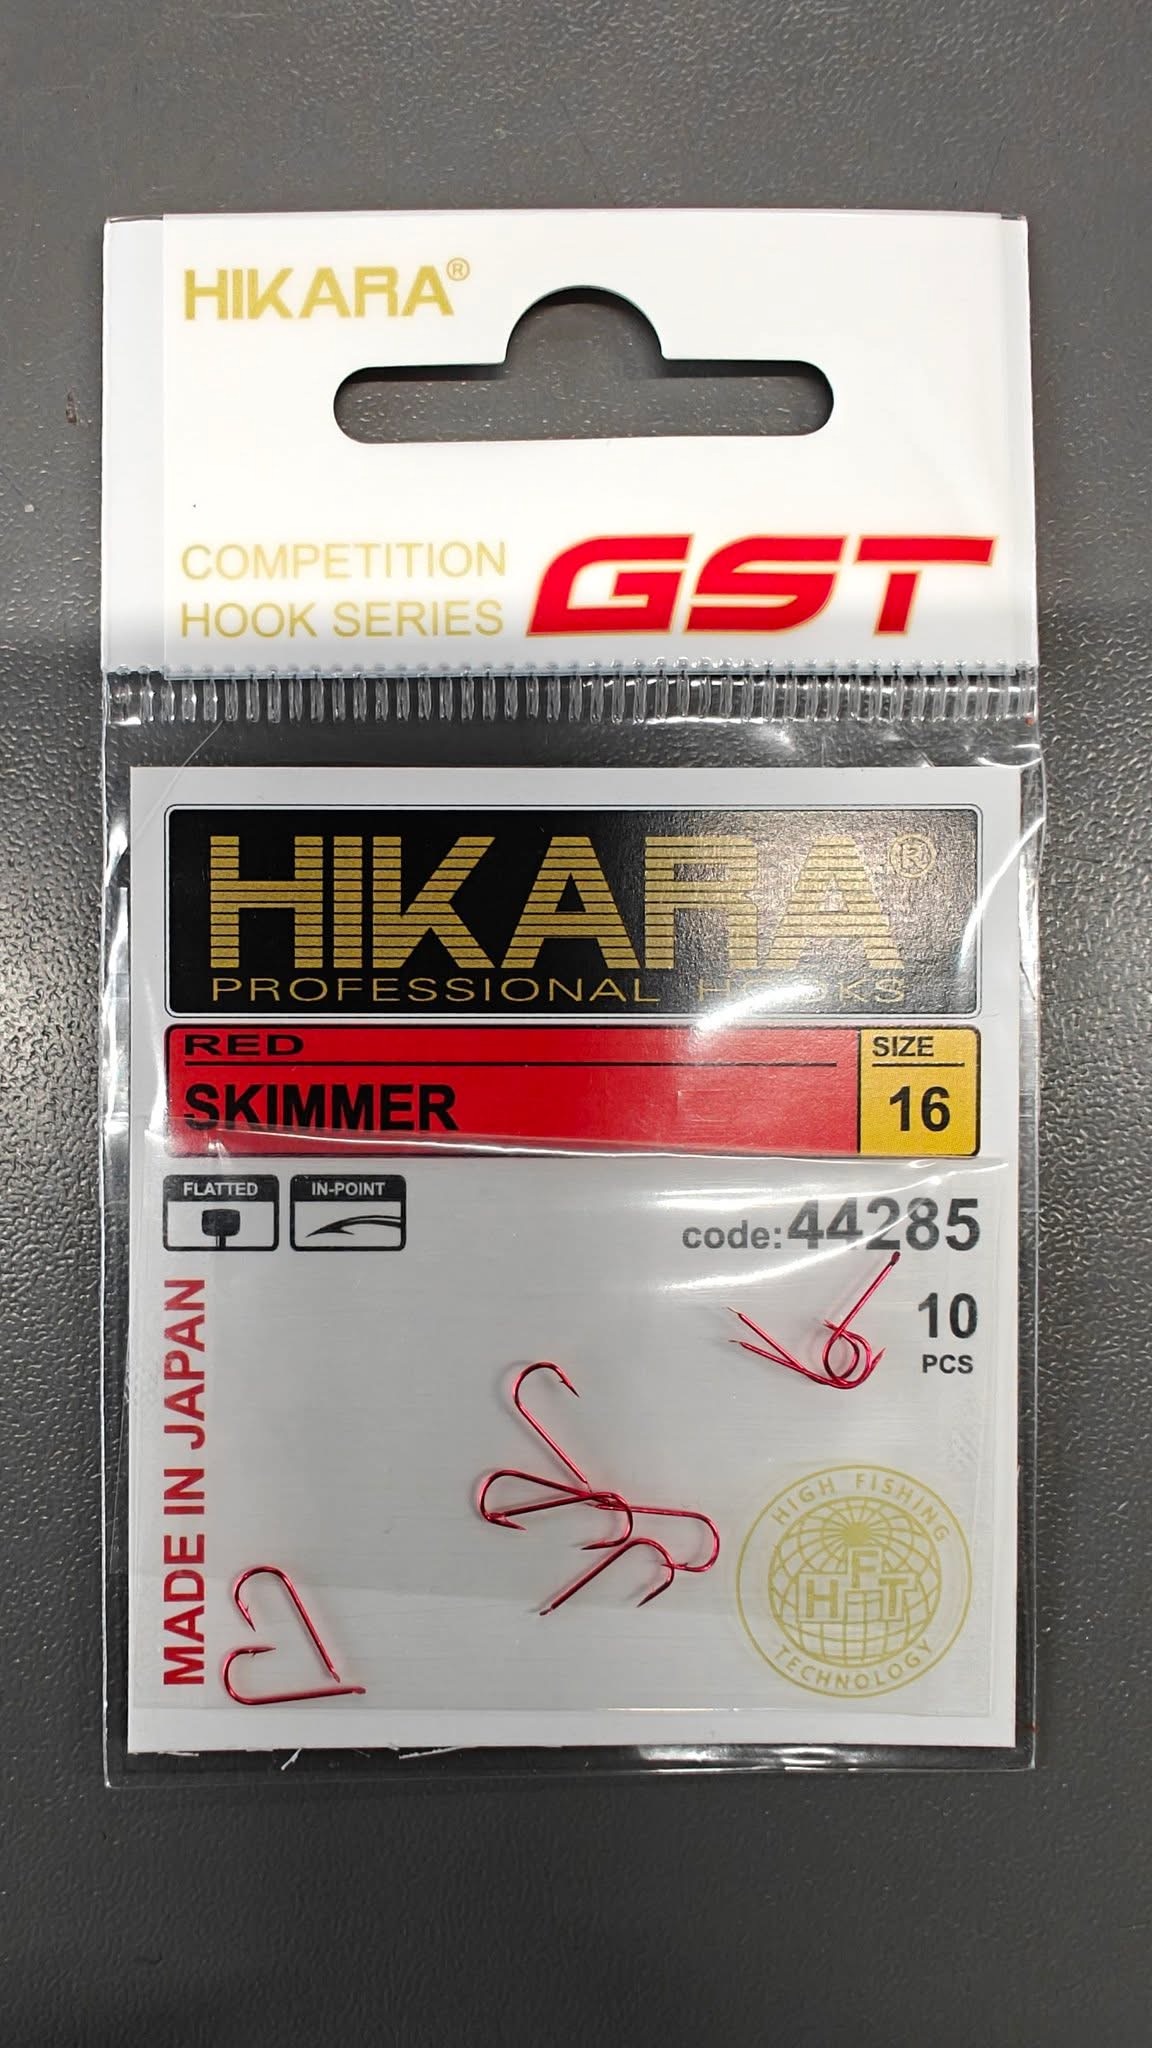 HIKARA®
COMPETITION
HOOK SERIES
GST
HIKARA®
PROFESSIONAL HOOKS
RED
SKIMMER
SIZE
16
FLATTED
IN-POINT
code: 44285
10
PCS
MADE IN JAPAN
HIGH FISHING
HFT
TECHNOLOGY